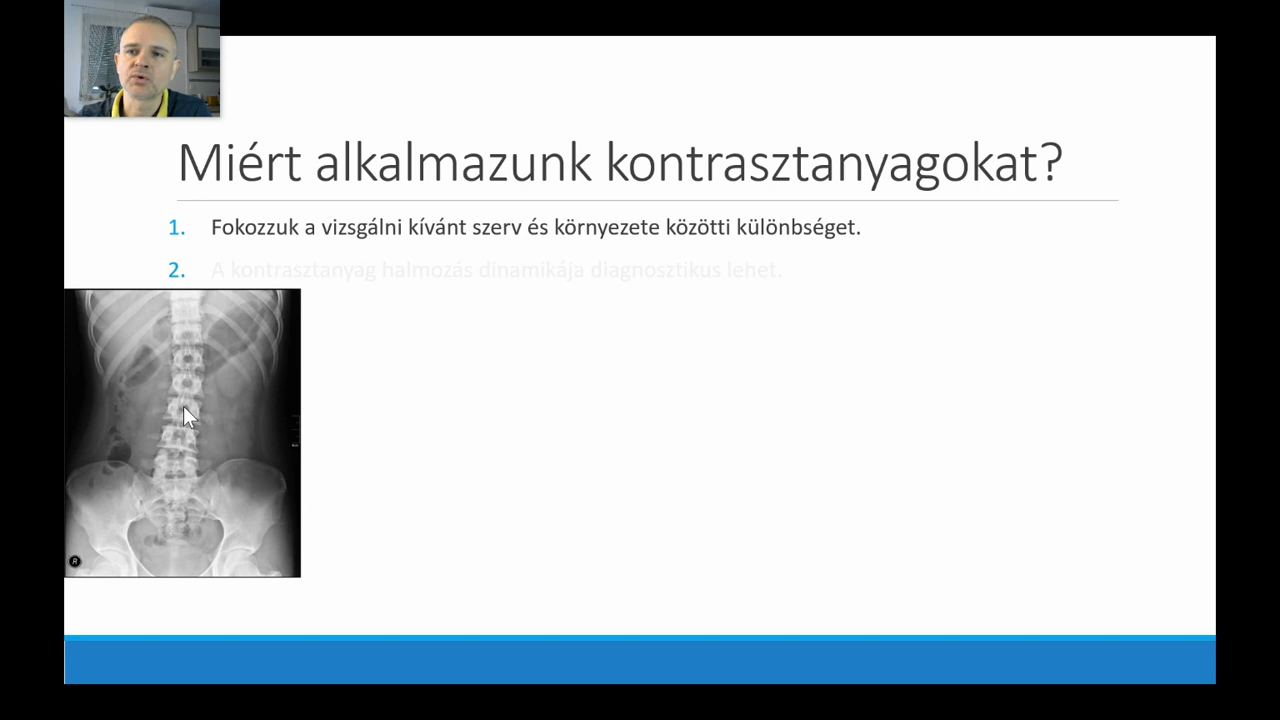 Miért alkalmazunk kontrasztanyagokat?
1. Fokozzuk a vizsgálni kívánt szerv és környezete közötti különbséget.
2. A kontrasztanyag halmozás dinamikája diagnosztikus lehet.
R